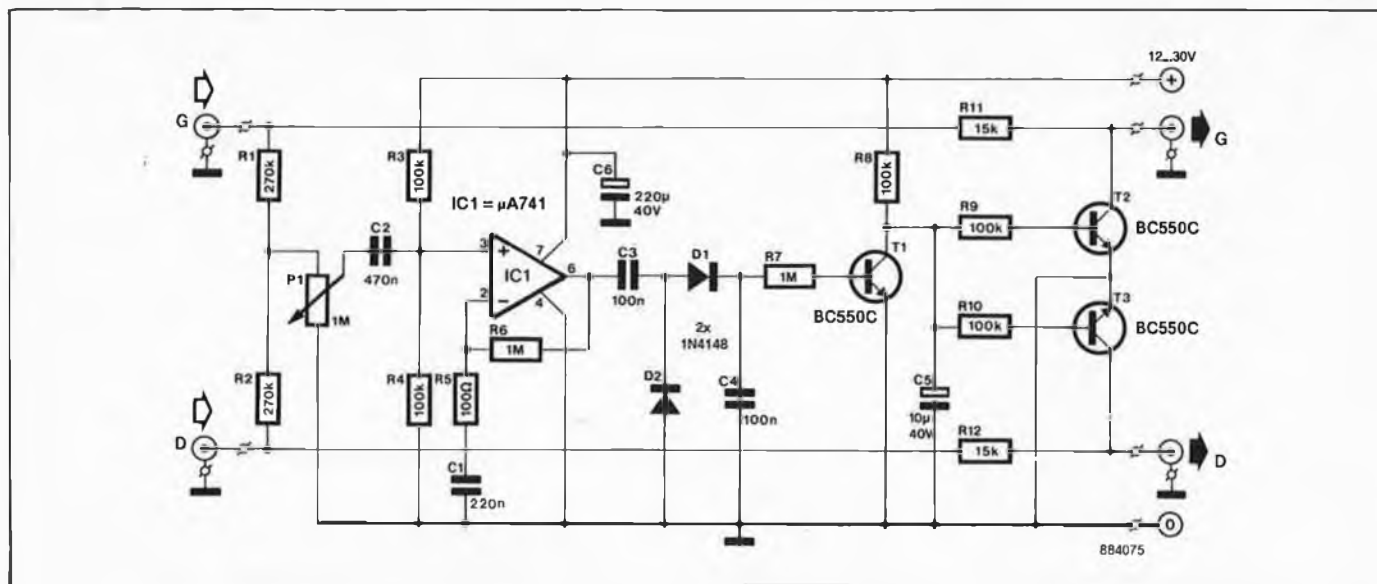 12...30V
+
G
R11
15k
G
R1
270k
R3
100k
R8
100k
C6
220µ
40V
IC1 = µA741
T2
BC550C
R9
100k
C2
470n
3
+
7
IC1
6
2
−
4
C3
100n
D1
R7
1M
T1
BC550C
P1
1M
R6
1M
2x
1N4148
R10
100k
T3
BC550C
R2
270k
R4
100k
R5
100Ω
D2
C4
100n
C5
10µ
40V
D
R12
15k
D
C1
220n
0
884075